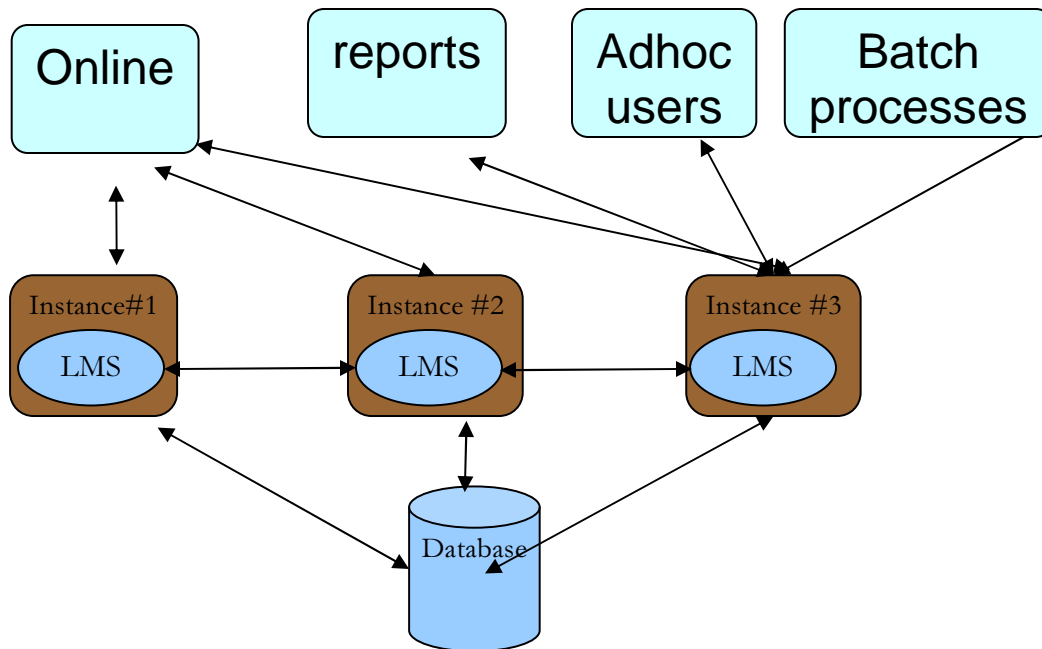 Online
reports
Adhoc
users
Batch
processes
Instance#1
Instance #2
Instance #3
LMS
LMS
LMS
Database